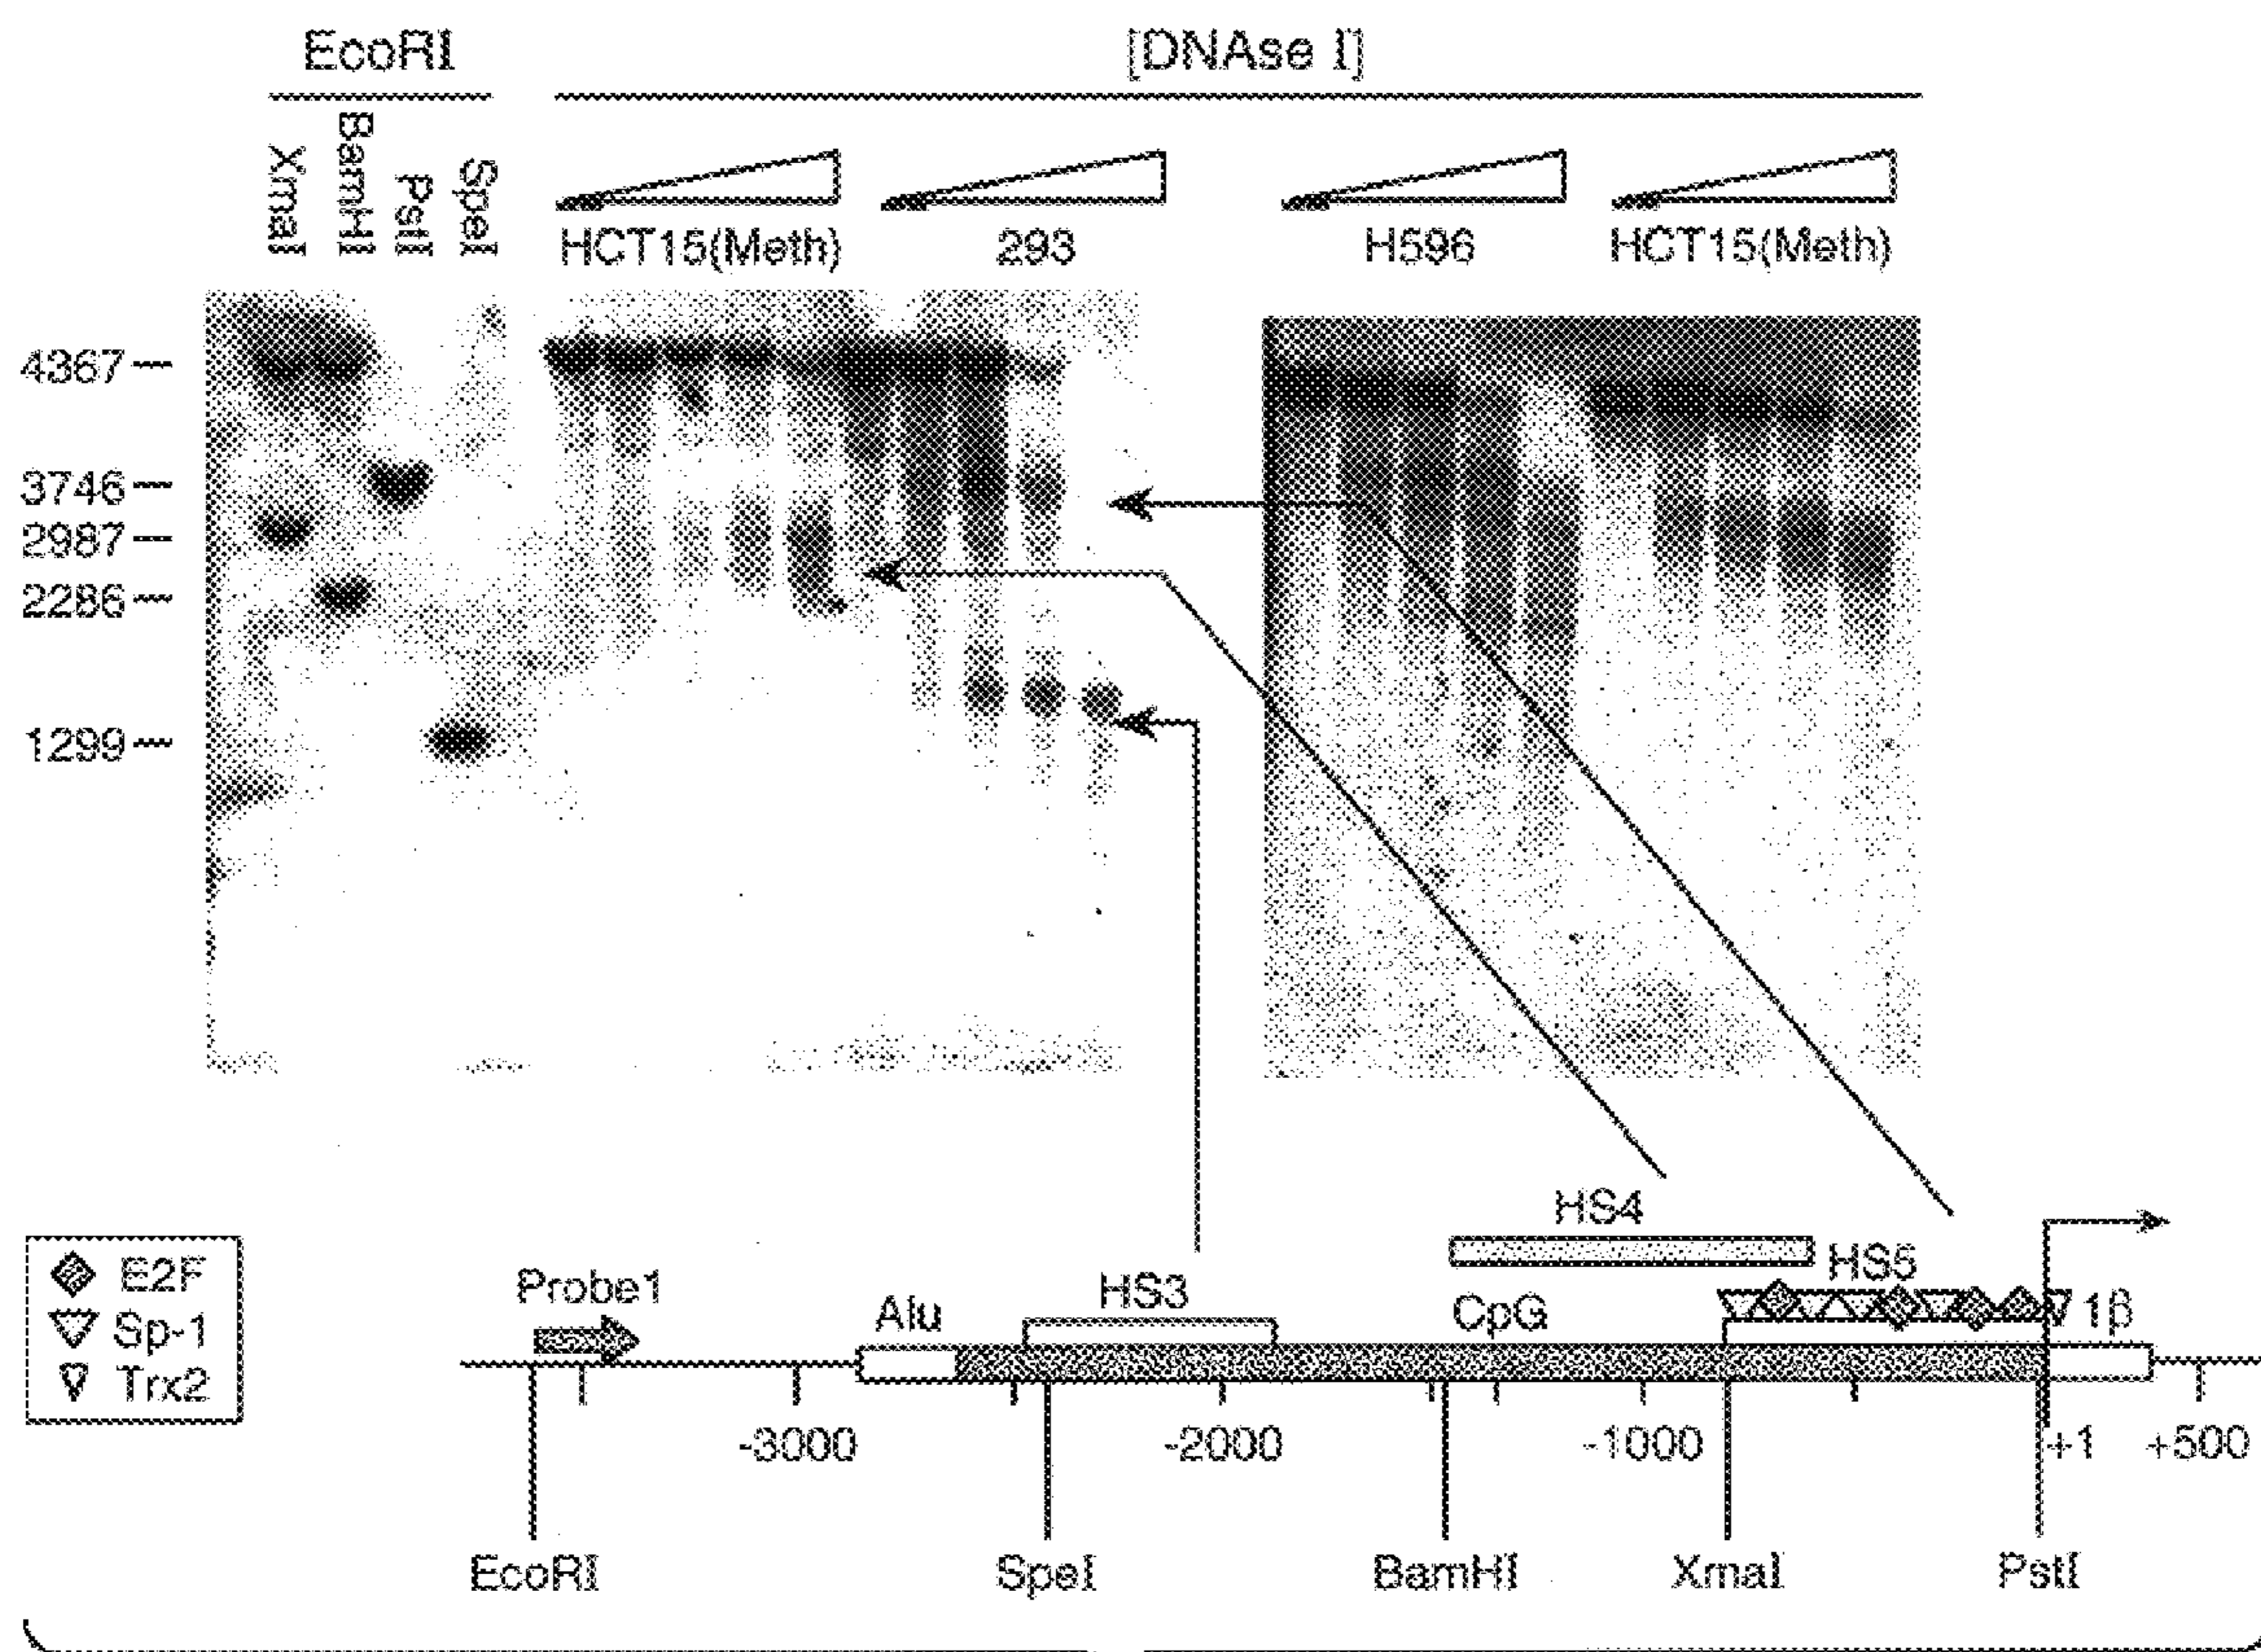 EcoRI [DNAse I]
XmaI BamHI PstI SpeI
HCT15(Meth) 293 H596 HCT15(Meth)
4367
3746
2987
2286
1299
HS4
E2F
Sp-1
Trx2
Probe1 Alu HS3 CpG HS5 1β
-3000 -2000 -1000 +1 +500
EcoRI SpeI BamHI XmaI PstI